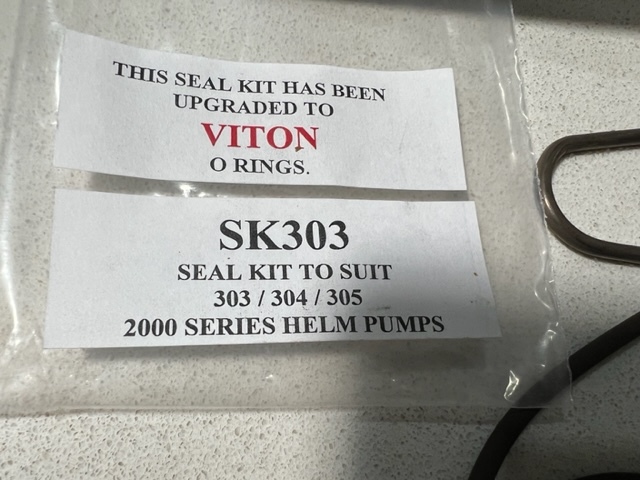 THIS SEAL KIT HAS BEEN
UPGRADED TO
VITON
O RINGS.
SK303
SEAL KIT TO SUIT
303 / 304 / 305
2000 SERIES HELM PUMPS